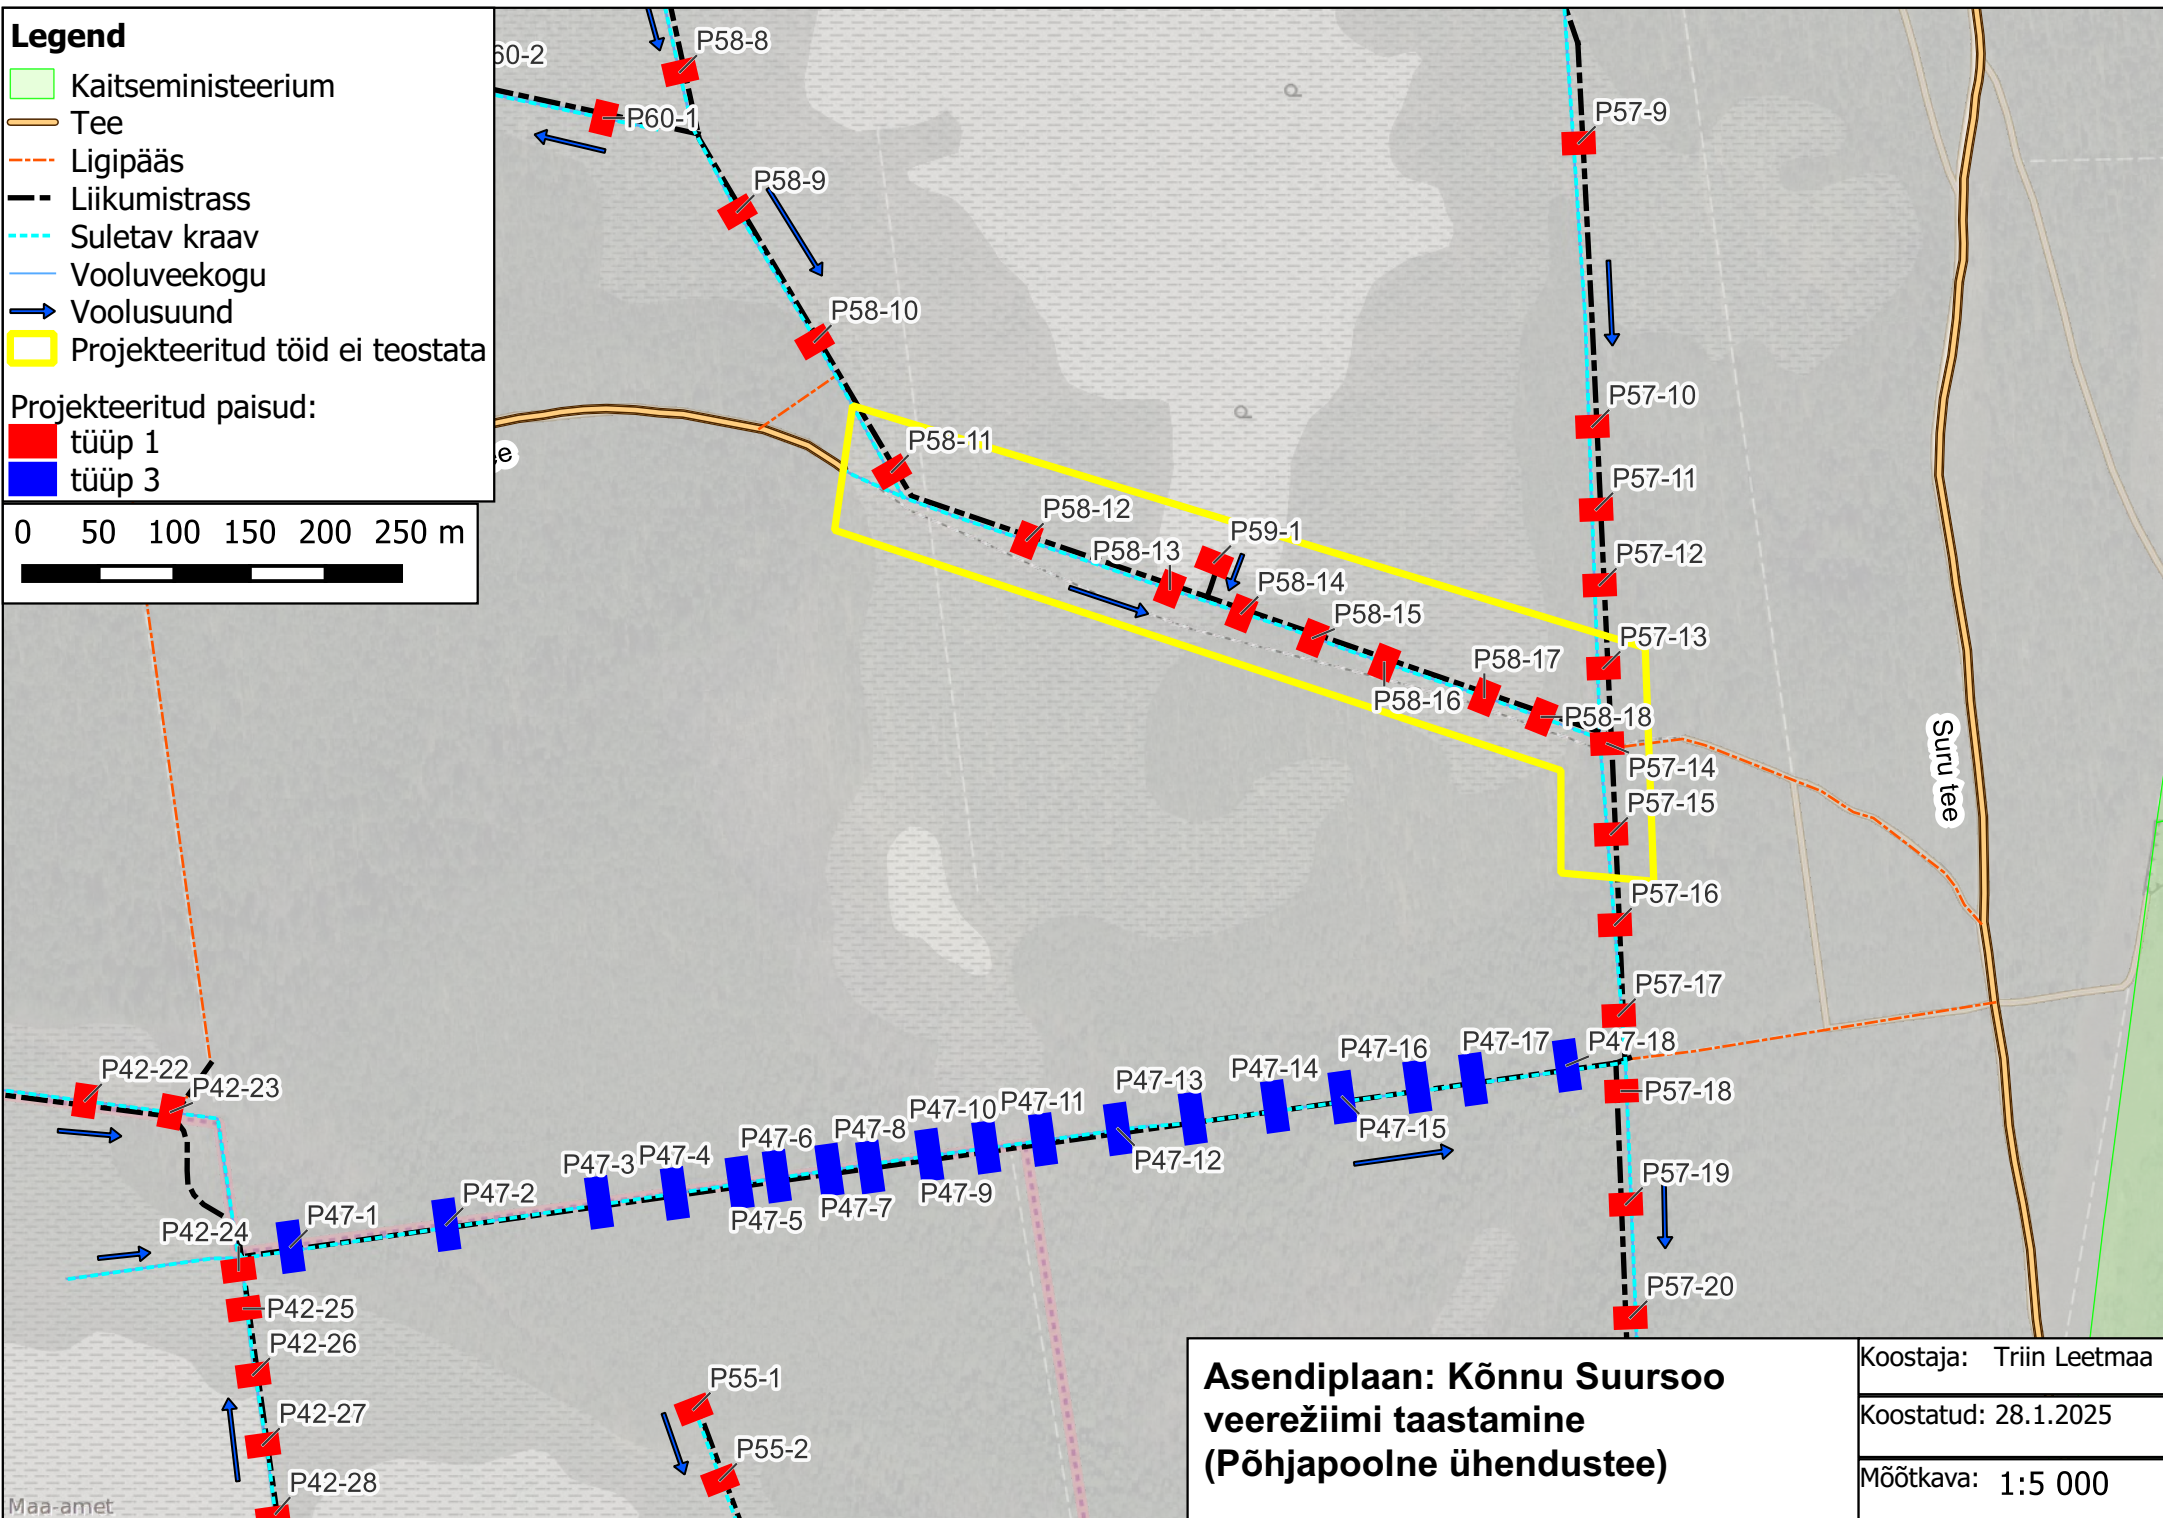 Legend
Kaitseministeerium
Tee
Ligipääs
Liikumistrass
Suletav kraav
Vooluveekogu
Voolusuund
Projekteeritud töid ei teostata
Projekteeritud paisud:
tüüp 1
tüüp 3
0 50 100 150 200 250 m
60-2
P58-8
P60-1
P57-9
P58-9
P58-10
P57-10
P58-11
ee
P57-11
P58-12
P59-1
P58-13
P57-12
P58-14
P58-15
P57-13
P58-17
P58-16
P58-18
Suru tee
P57-14
P57-15
P57-16
P57-17
P42-22
P42-23
P47-18
P47-17
P47-16
P47-14
P47-13
P57-18
P47-11
P47-10
P47-8
P47-6
P47-15
P47-12
P47-4
P47-3
P47-9
P47-7
P47-5
P57-19
P47-2
P47-1
P42-24
P57-20
P42-25
P42-26
P55-1
P42-27
P55-2
P42-28
Maa-amet
Asendiplaan: Kõnnu Suursoo
veerežiimi taastamine
(Põhjapoolne ühendustee)
Koostaja: Triin Leetmaa
Koostatud: 28.1.2025
Mõõtkava: 1:5 000